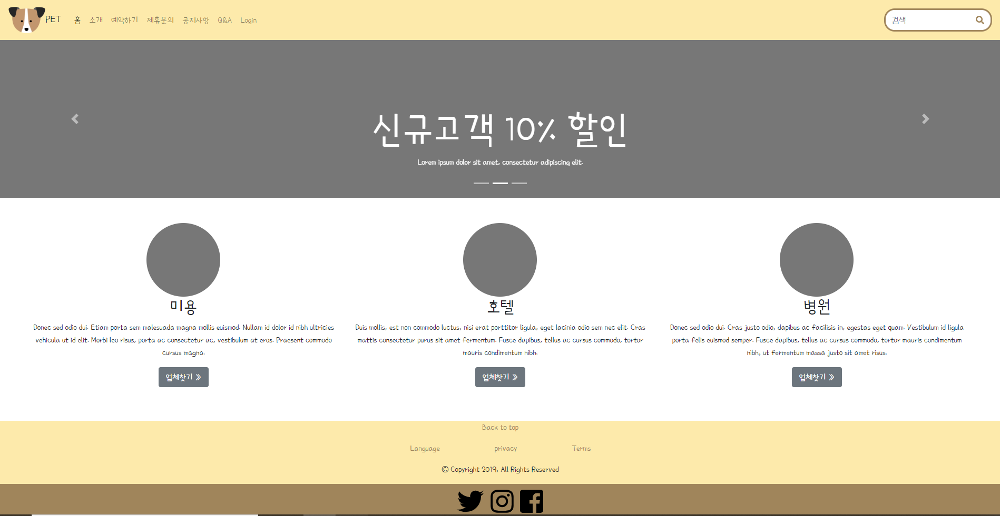 PET 홈 소개 예약하기 제휴문의 공지사항 Q&A Login 검색
신규고객 10% 할인
Lorem ipsum dolor sit amet, consectetur adipiscing elit.
미용
Donec sed odio dui. Etiam porta sem malesuada magna mollis euismod. Nullam id dolor id nibh ultricies
vehicula ut id elit. Morbi leo risus, porta ac consectetur ac, vestibulum at eros. Praesent commodo
cursus magna.
업체찾기 »
호텔
Duis mollis, est non commodo luctus, nisi erat porttitor ligula, eget lacinia odio sem nec elit. Cras
mattis consectetur purus sit amet fermentum. Fusce dapibus, tellus ac cursus commodo, tortor
mauris condimentum nibh.
업체찾기 »
병원
Donec sed odio dui. Cras justo odio, dapibus ac facilisis in, egestas eget quam. Vestibulum id ligula
porta felis euismod semper. Fusce dapibus, tellus ac cursus commodo, tortor mauris condimentum
nibh, ut fermentum massa justo sit amet risus.
업체찾기 »
Back to top
Language privacy Terms
© Copyright 2019, All Rights Reserved